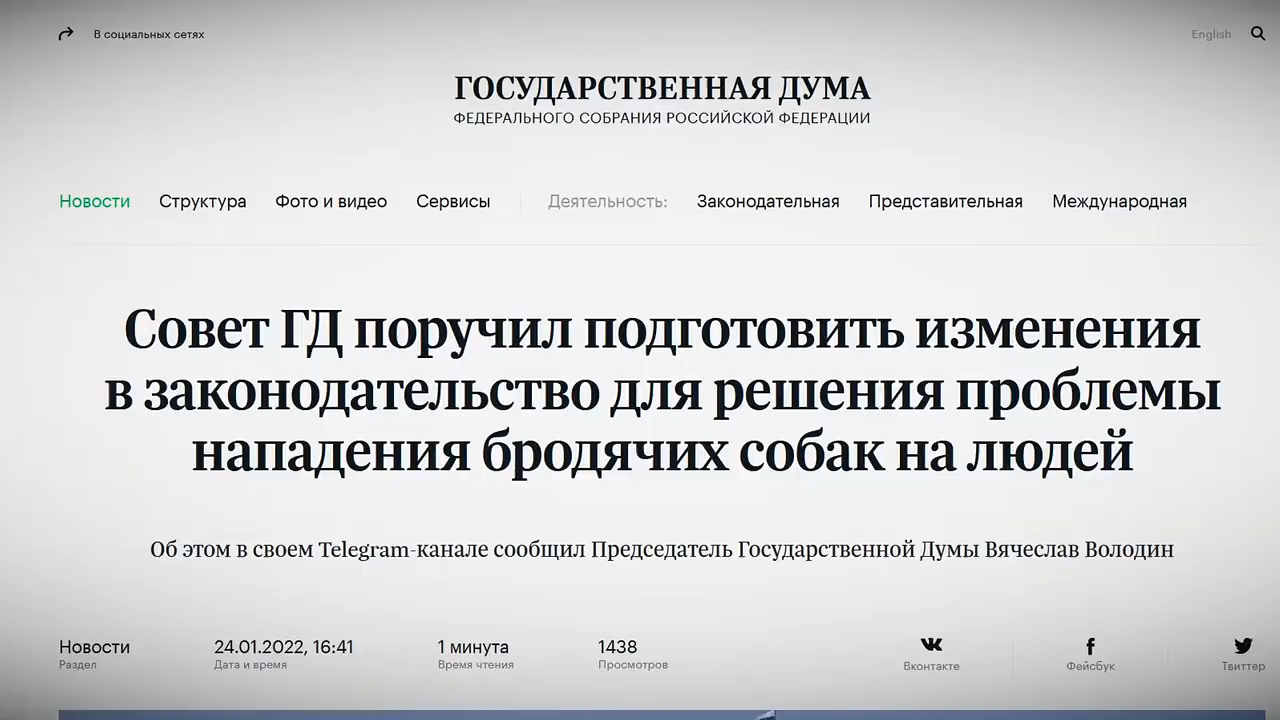 В социальных сетях
English
ГОСУДАРСТВЕННАЯ ДУМА
ФЕДЕРАЛЬНОГО СОБРАНИЯ РОССИЙСКОЙ ФЕДЕРАЦИИ
Новости Структура Фото и видео Сервисы Деятельность: Законодательная Представительная Международная
Совет ГД поручил подготовить изменения
в законодательство для решения проблемы
нападения бродячих собак на людей
Об этом в своем Telegram-канале сообщил Председатель Государственной Думы Вячеслав Володин
Новости 24.01.2022, 16:41 1 минута 1438
Раздел Дата и время Время чтения Просмотров Вконтакте Фейсбук Твиттер